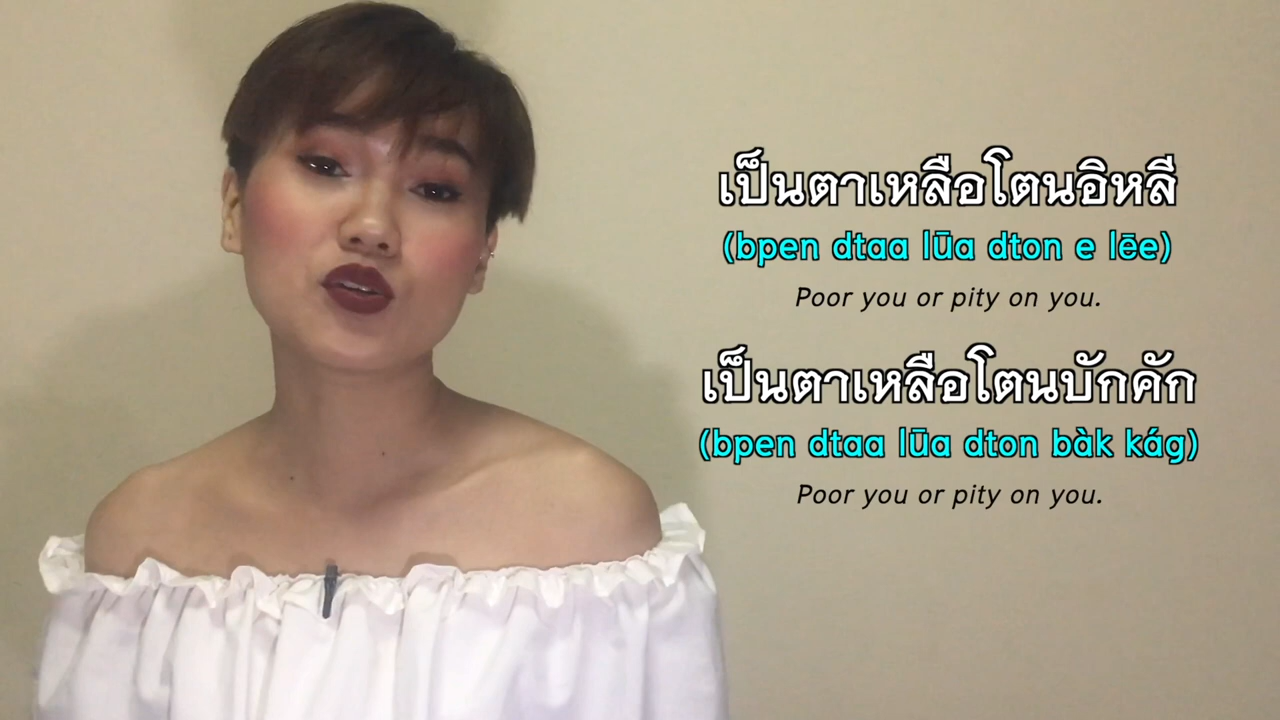 เป็นตาเหลือโตนอิหลี
(bpen dtaa lūa dton e lēe)
Poor you or pity on you.
เป็นตาเหลือโตนบักคัก
(bpen dtaa lūa dton bàk kág)
Poor you or pity on you.